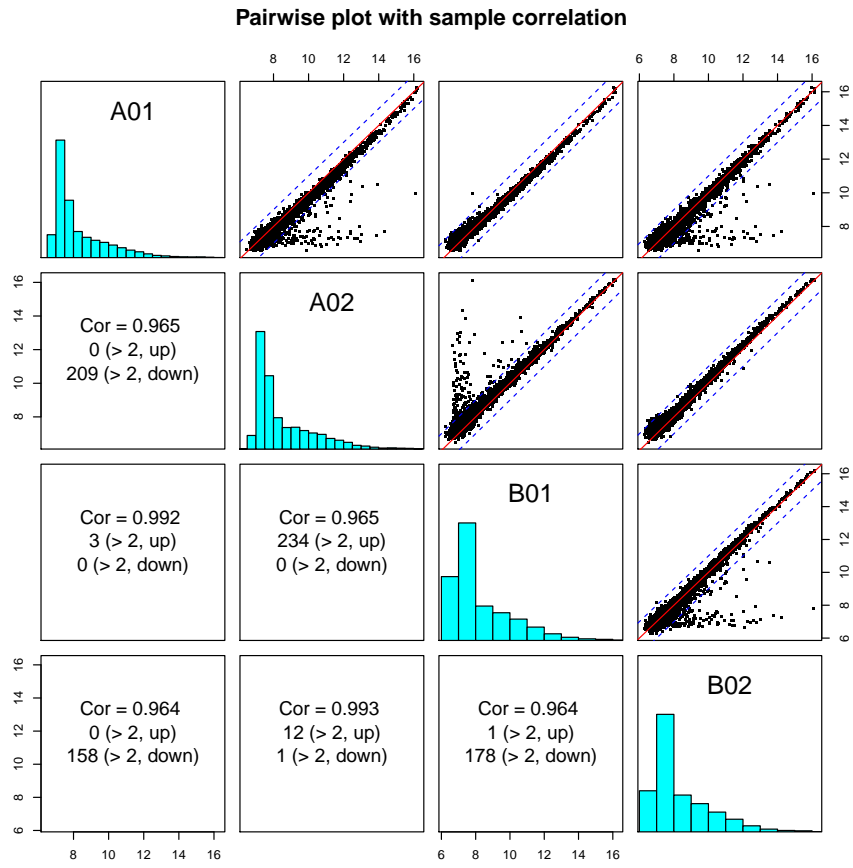 Pairwise plot with sample correlation
8 10 12 14 16
6 8 10 12 14 16
A01
8 10 12 14 16
8 10 12 14 16
Cor = 0.965
0 (> 2, up)
209 (> 2, down)
A02
Cor = 0.992
3 (> 2, up)
0 (> 2, down)
Cor = 0.965
234 (> 2, up)
0 (> 2, down)
B01
6 8 10 12 14 16
6 8 10 12 14 16
Cor = 0.964
0 (> 2, up)
158 (> 2, down)
Cor = 0.993
12 (> 2, up)
1 (> 2, down)
Cor = 0.964
1 (> 2, up)
178 (> 2, down)
B02
8 10 12 14 16
6 8 10 12 14 16